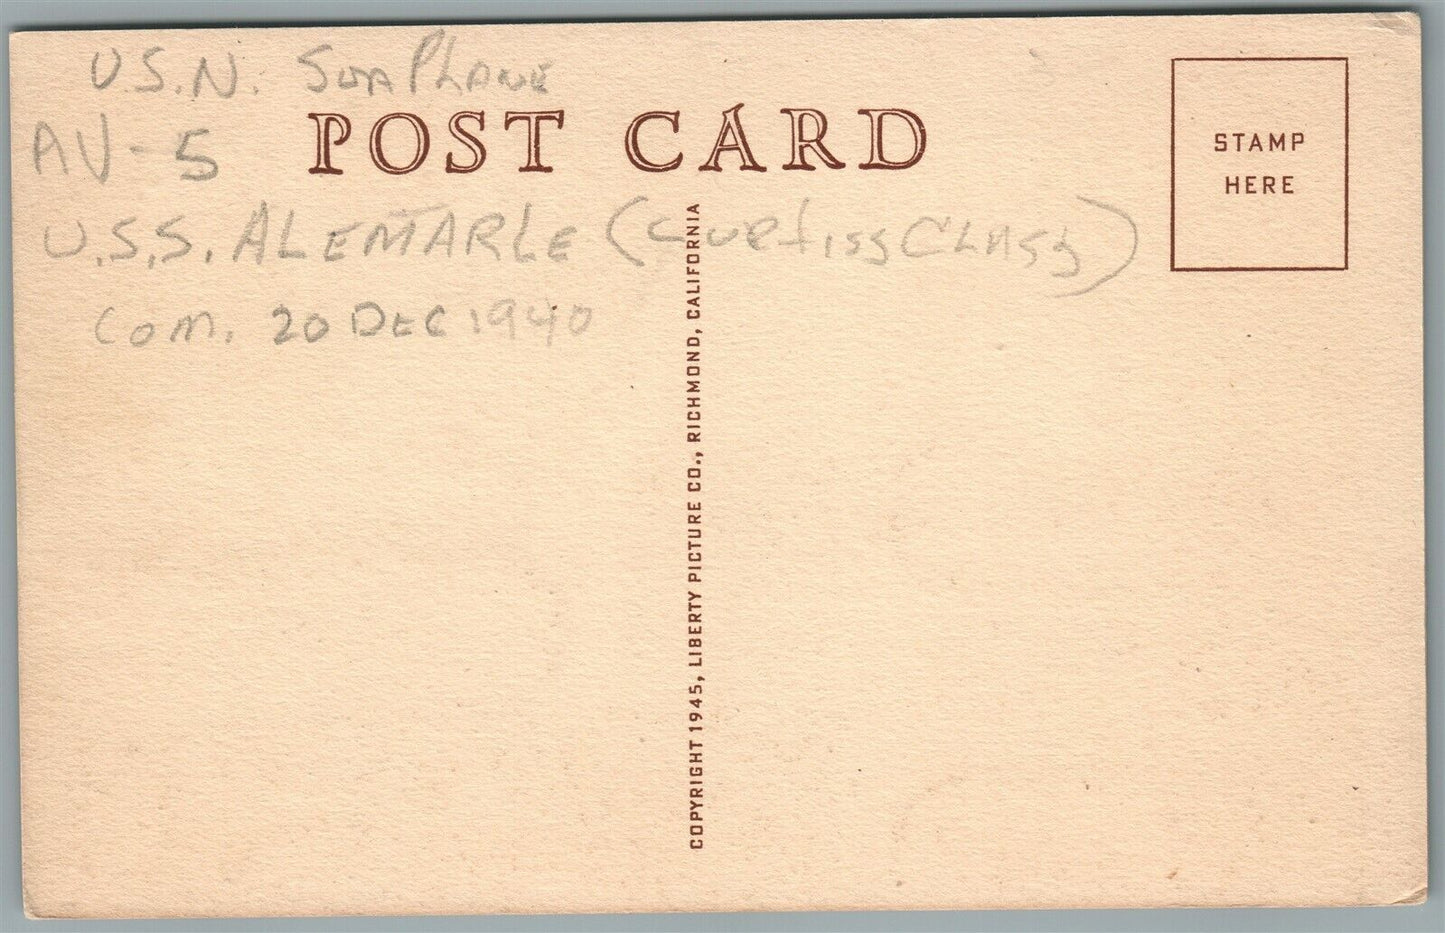 U.S.N. SeaPlane
POST CARD
AV-5
STAMP
HERE
U.S.S. ALEMARLE (Curtiss Class)
Com. 20 DEC 1940
COPYRIGHT 1945, LIBERTY PICTURE CO., RICHMOND, CALIFORNIA